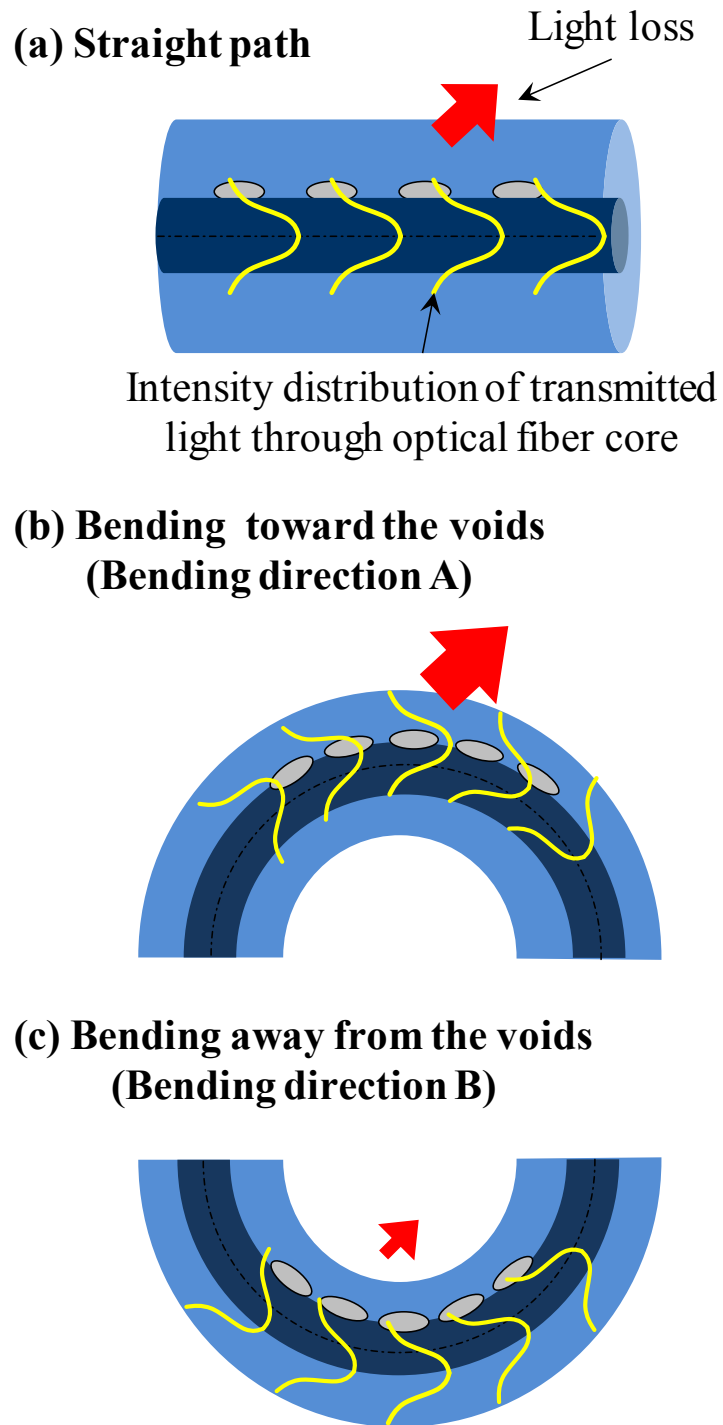 (a) Straight path
Light loss
Intensity distribution of transmitted
light through optical fiber core
(b) Bending toward the voids
(Bending direction A)
(c) Bending away from the voids
(Bending direction B)